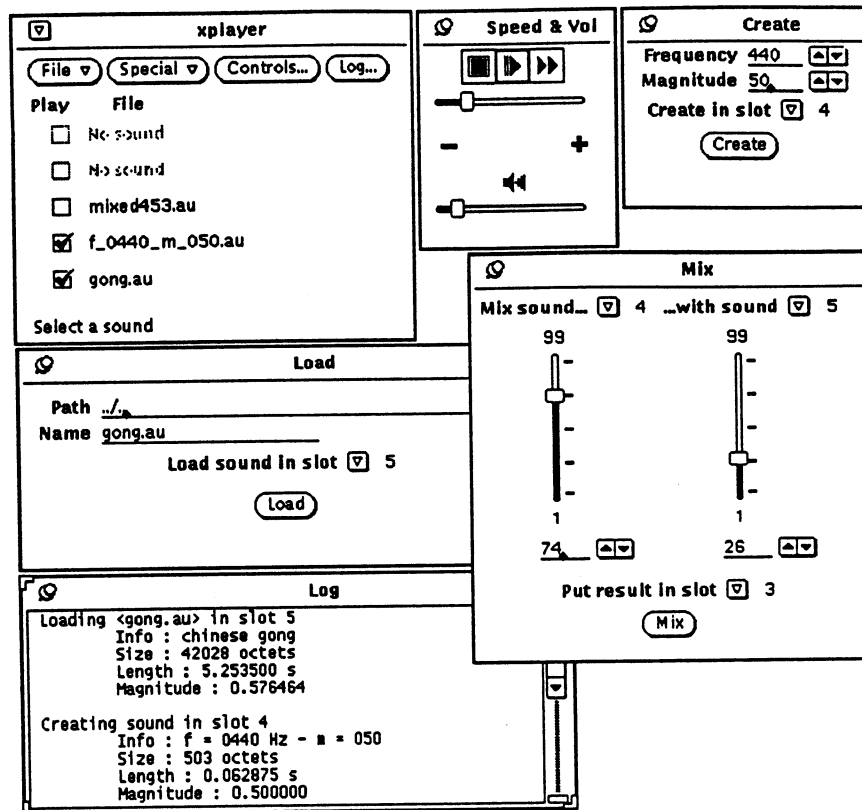 xplayer
File Special Controls... Log...
Play File
No sound
No sound
mixed453.au
f_0440_m_050.au
gong.au
Select a sound
Speed & Vol
- +
Create
Frequency 440
Magnitude 50
Create in slot 4
Create
Load
Path ../.
Name gong.au
Load sound in slot 5
Load
Mix
Mix sound... 4 ...with sound 5
99 99
1 1
74 26
Put result in slot 3
Mix
Log
Loading <gong.au> in slot 5
Info : chinese gong
Size : 42028 octets
Length : 5.253500 s
Magnitude : 0.576464
Creating sound in slot 4
Info : f = 0440 Hz - m = 050
Size : 503 octets
Length : 0.062875 s
Magnitude : 0.500000